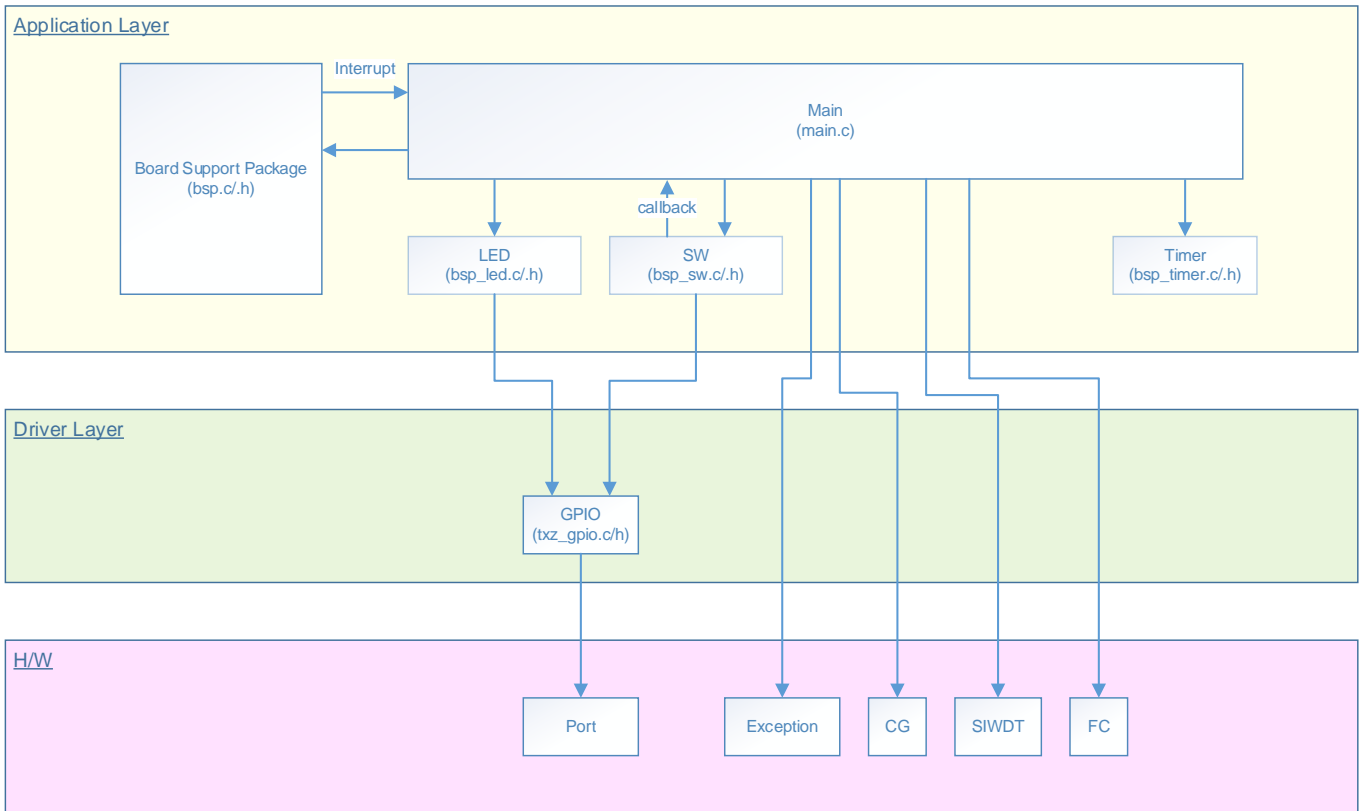 Application Layer
Interrupt
Main
(main.c)
Board Support Package
(bsp.c/.h)
callback
LED
(bsp_led.c/.h)
SW
(bsp_sw.c/.h)
Timer
(bsp_timer.c/.h)
Driver Layer
GPIO
(txz_gpio.c/h)
H/W
Port
Exception
CG
SIWDT
FC